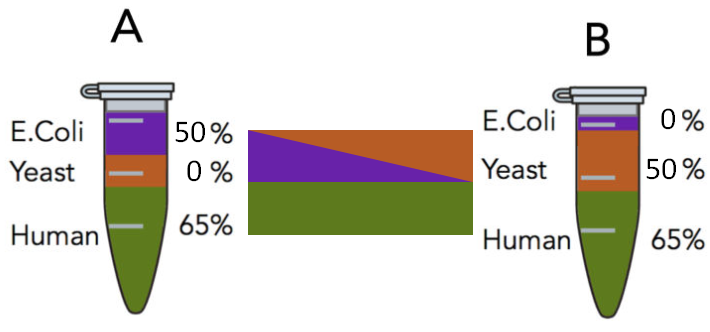 A
E.Coli 50%
Yeast 0 %
Human 65%
B
E.Coli 0%
Yeast 50%
Human 65%